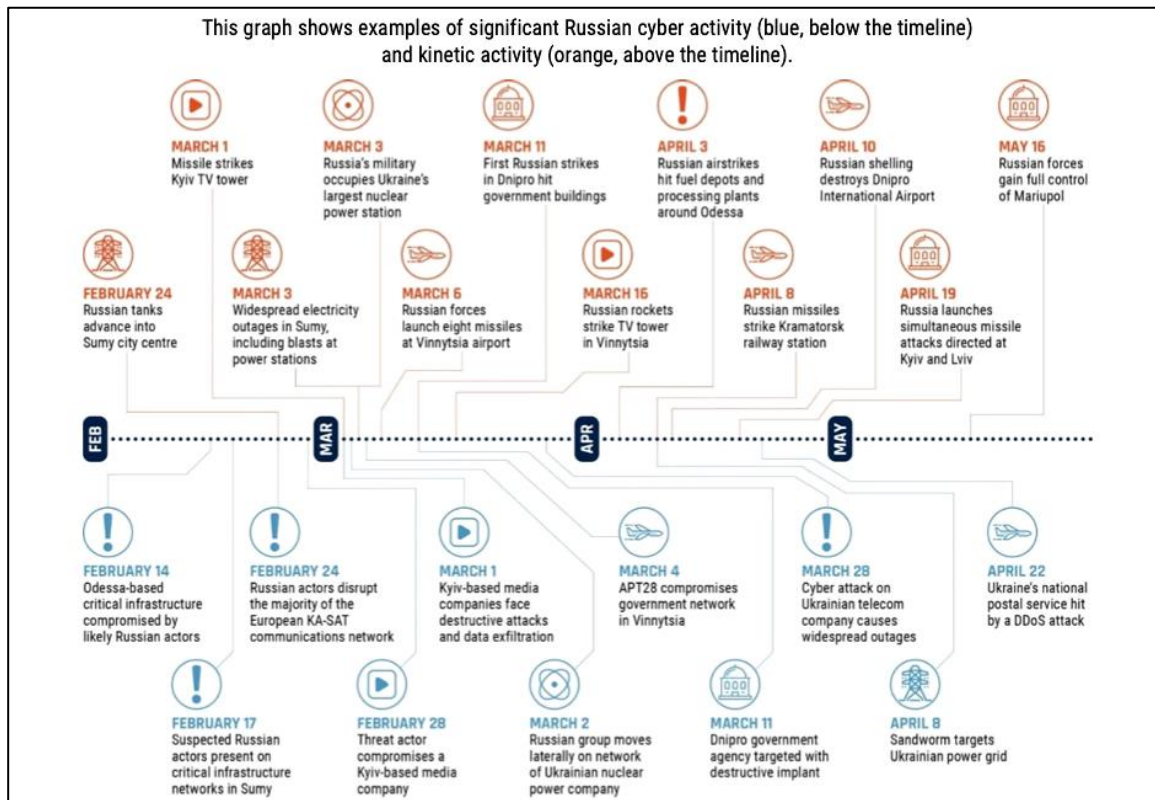 This graph shows examples of significant Russian cyber activity (blue, below the timeline)
and kinetic activity (orange, above the timeline).
MARCH 1
Missile strikes
Kyiv TV tower
MARCH 3
Russia's military
occupies Ukraine's
largest nuclear
power station
MARCH 11
First Russian strikes
in Dnipro hit
government buildings
APRIL 3
Russian airstrikes
hit fuel depots and
processing plants
around Odessa
APRIL 10
Russian shelling
destroys Dnipro
International Airport
MAY 16
Russian forces
gain full control
of Mariupol
FEBRUARY 24
Russian tanks
advance into
Sumy city centre
MARCH 3
Widespread electricity
outages in Sumy,
including blasts at
power stations
MARCH 6
Russian forces
launch eight missiles
at Vinnytsia airport
MARCH 16
Russian rockets
strike TV tower
in Vinnytsia
APRIL 8
Russian missiles
strike Kramatorsk
railway station
APRIL 19
Russia launches
simultaneous missile
attacks directed at
Kyiv and Lviv
FEB
MAR
APR
MAY
FEBRUARY 14
Odessa-based
critical infrastructure
compromised by
likely Russian actors
FEBRUARY 24
Russian actors disrupt
the majority of the
European KA-SAT
communications network
MARCH 1
Kyiv-based media
companies face
destructive attacks
and data exfiltration
MARCH 4
APT28 compromises
government network
in Vinnytsia
MARCH 28
Cyber attack on
Ukrainian telecom
company causes
widespread outages
APRIL 22
Ukraine's national
postal service hit
by a DDoS attack
FEBRUARY 17
Suspected Russian
actors present on
critical infrastructure
networks in Sumy
FEBRUARY 28
Threat actor
compromises a
Kyiv-based media
company
MARCH 2
Russian group moves
laterally on network
of Ukrainian nuclear
power company
MARCH 11
Dnipro government
agency targeted with
destructive implant
APRIL 8
Sandworm targets
Ukrainian power grid